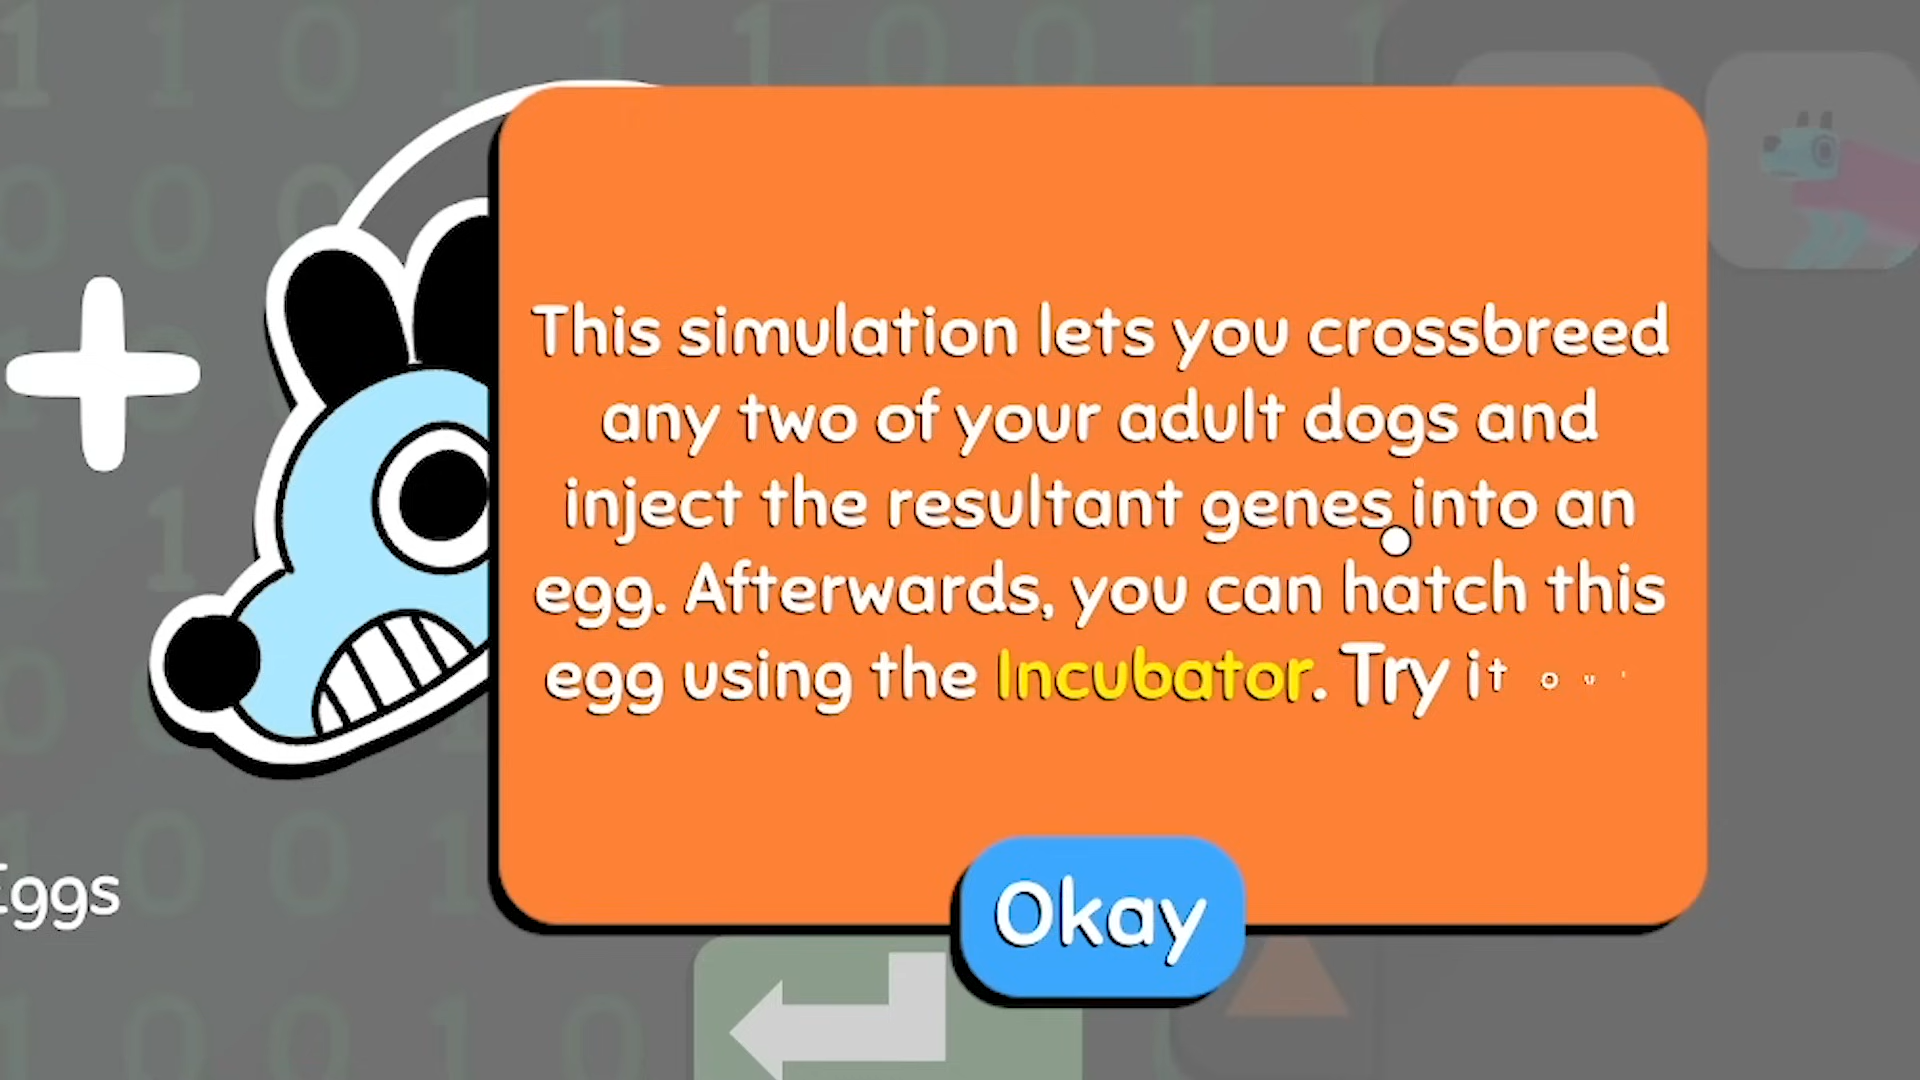 This simulation lets you crossbreed
any two of your adult dogs and
inject the resultant genes into an
egg. Afterwards, you can hatch this
egg using the Incubator. Try it ou
Eggs
Okay